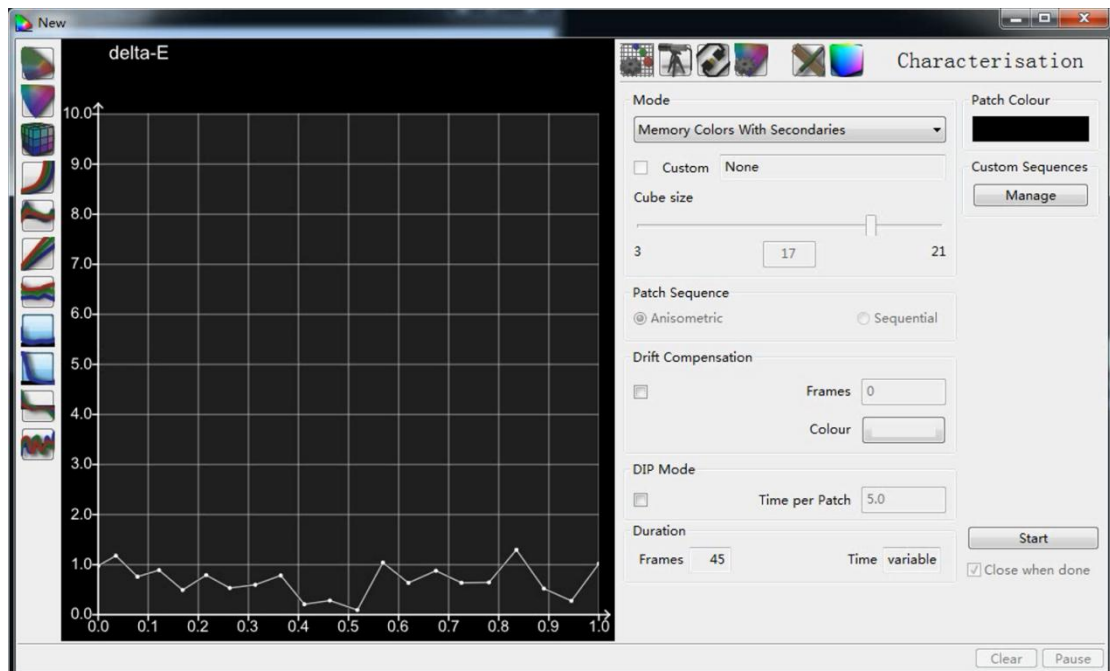 New
delta-E
10.0
9.0
8.0
7.0
6.0
5.0
4.0
3.0
2.0
1.0
0.0
0.0 0.1 0.2 0.3 0.4 0.5 0.6 0.7 0.8 0.9 1.0
Characterisation
Mode
Memory Colors With Secondaries
Custom None
Cube size
3 17 21
Patch Sequence
Anisometric Sequential
Drift Compensation
Frames 0
Colour
DIP Mode
Time per Patch 5.0
Duration
Frames 45 Time variable
Patch Colour
Custom Sequences
Manage
Start
Close when done
Clear Pause